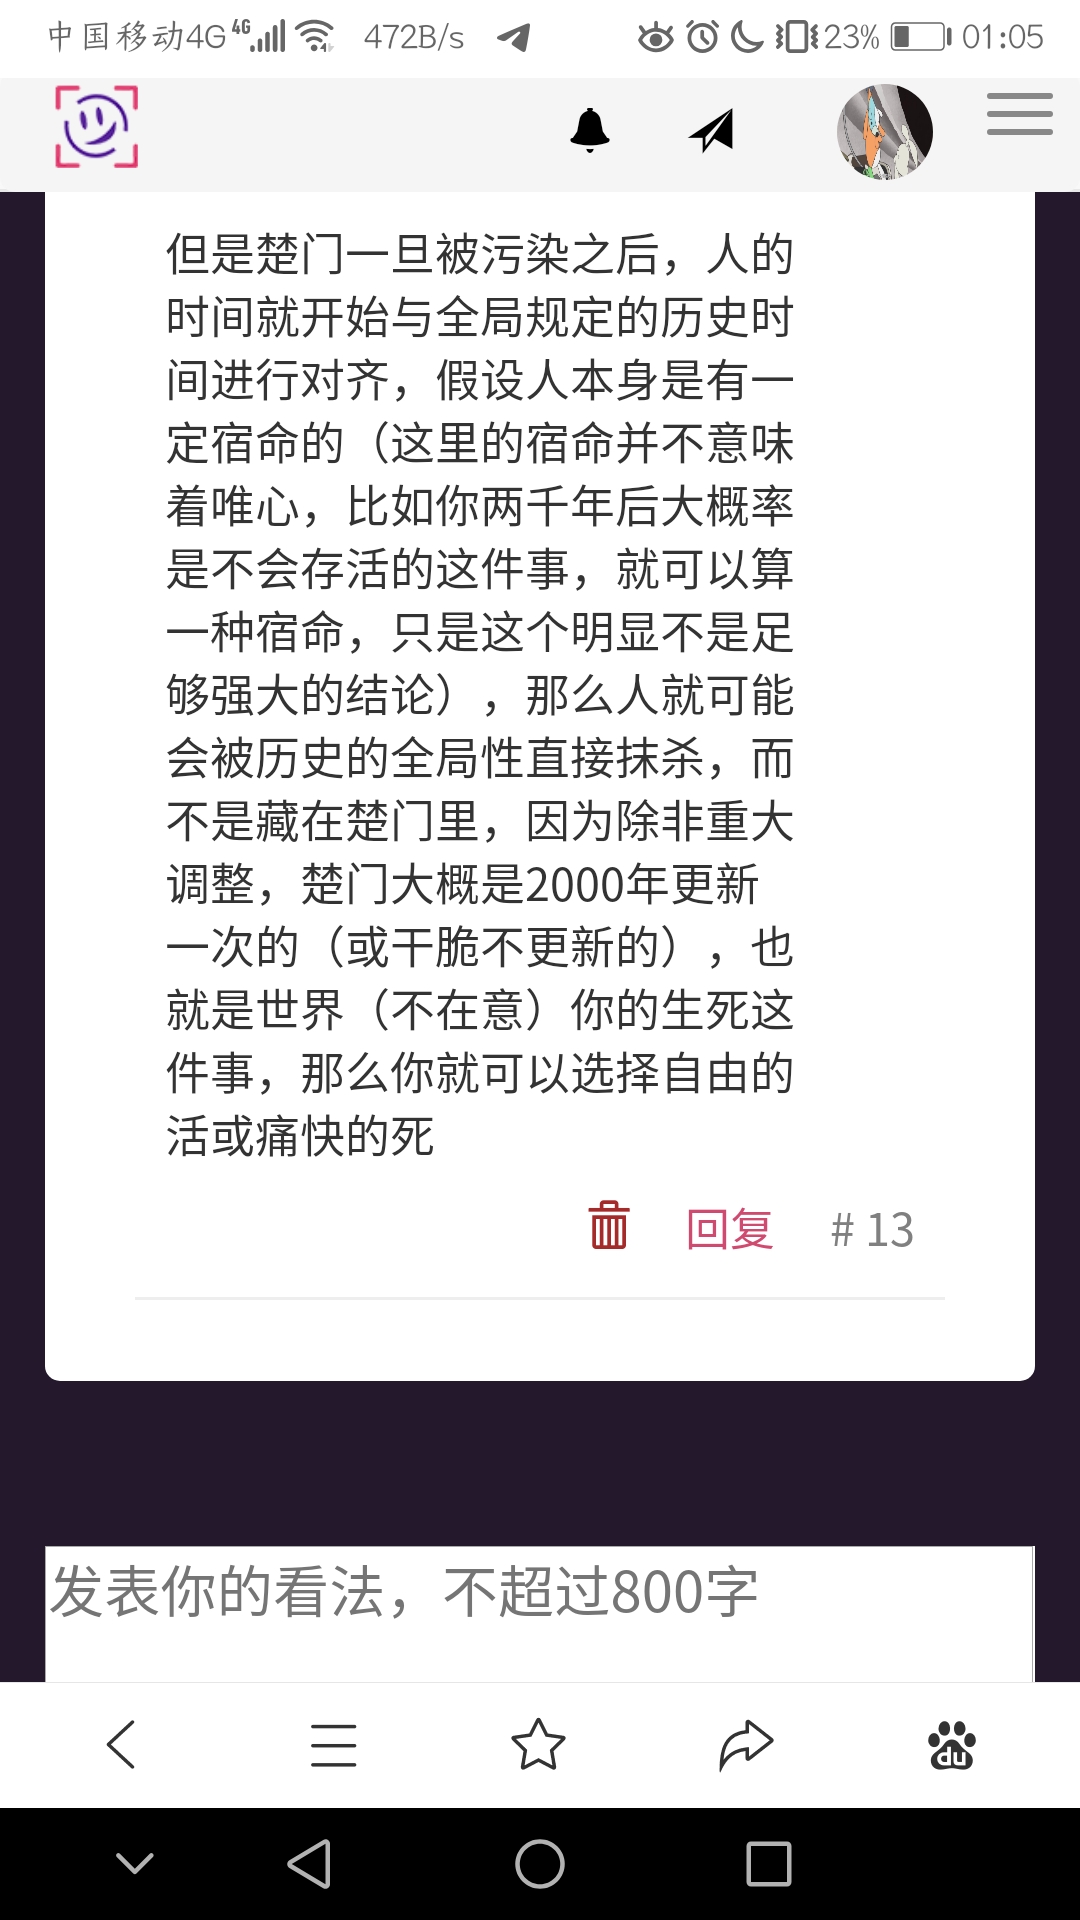 中国移动4G 4G 472B/s 23% 01:05
但是楚门一旦被污染之后，人的
时间就开始与全局规定的历史时
间进行对齐，假设人本身是有一
定宿命的（这里的宿命并不意味
着唯心，比如你两千年后大概率
是不会存活的这件事，就可以算
一种宿命，只是这个明显不是足
够强大的结论），那么人就可能
会被历史的全局性直接抹杀，而
不是藏在楚门里，因为除非重大
调整，楚门大概是2000年更新
一次的（或干脆不更新的），也
就是世界（不在意）你的生死这
件事，那么你就可以选择自由的
活或痛快的死
回复 # 13
发表你的看法，不超过800字
du